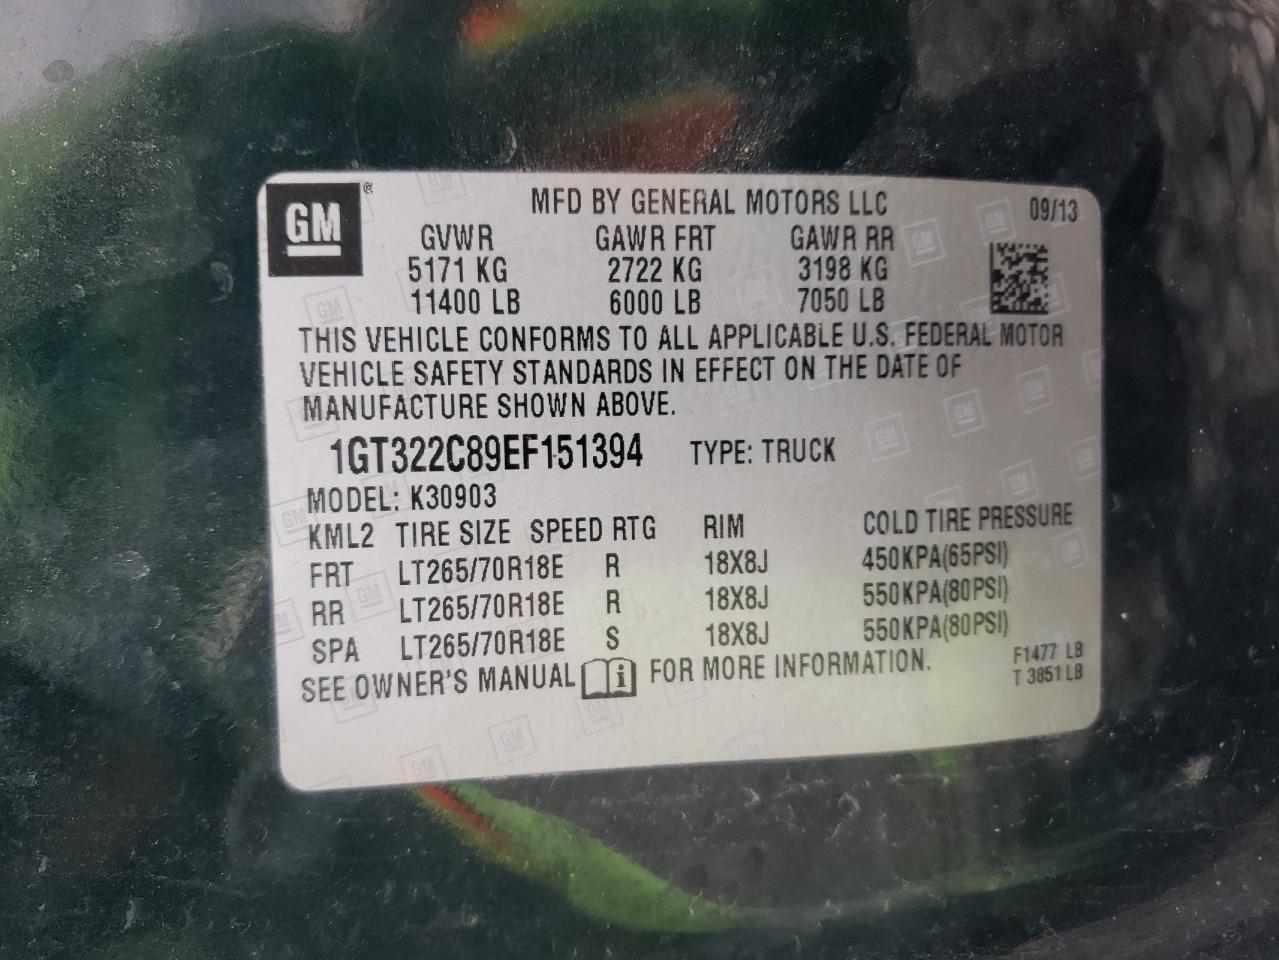 GM ®
MFD BY GENERAL MOTORS LLC 09/13
GVWR GAWR FRT GAWR RR
5171 KG 2722 KG 3198 KG
11400 LB 6000 LB 7050 LB
THIS VEHICLE CONFORMS TO ALL APPLICABLE U.S. FEDERAL MOTOR
VEHICLE SAFETY STANDARDS IN EFFECT ON THE DATE OF
MANUFACTURE SHOWN ABOVE.
1GT322C89EF151394 TYPE: TRUCK
MODEL: K30903
KML2 TIRE SIZE SPEED RTG RIM COLD TIRE PRESSURE
FRT LT265/70R18E R 18X8J 450KPA(65PSI)
RR LT265/70R18E R 18X8J 550KPA(80PSI)
SPA LT265/70R18E S 18X8J 550KPA(80PSI)
SEE OWNER'S MANUAL i FOR MORE INFORMATION.
F1477 LB
T 3851 LB